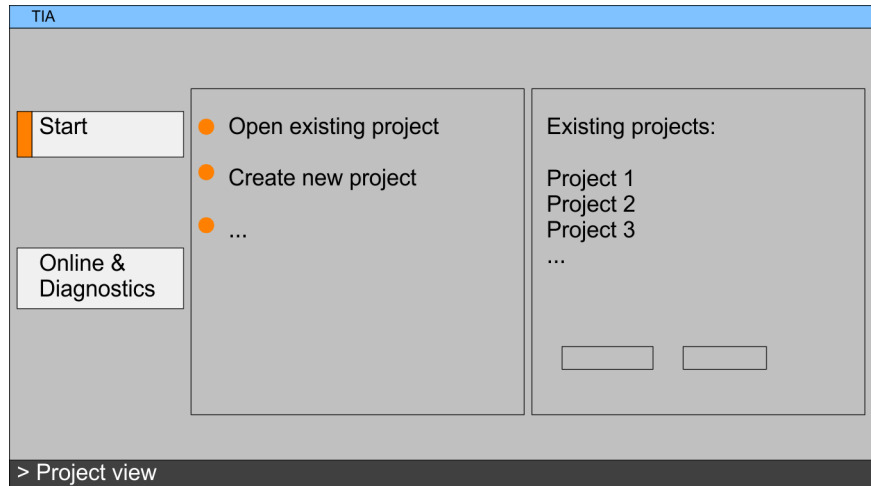 TIA
Start
Online &
Diagnostics
Open existing project
Create new project
...
Existing projects:
Project 1
Project 2
Project 3
...
> Project view